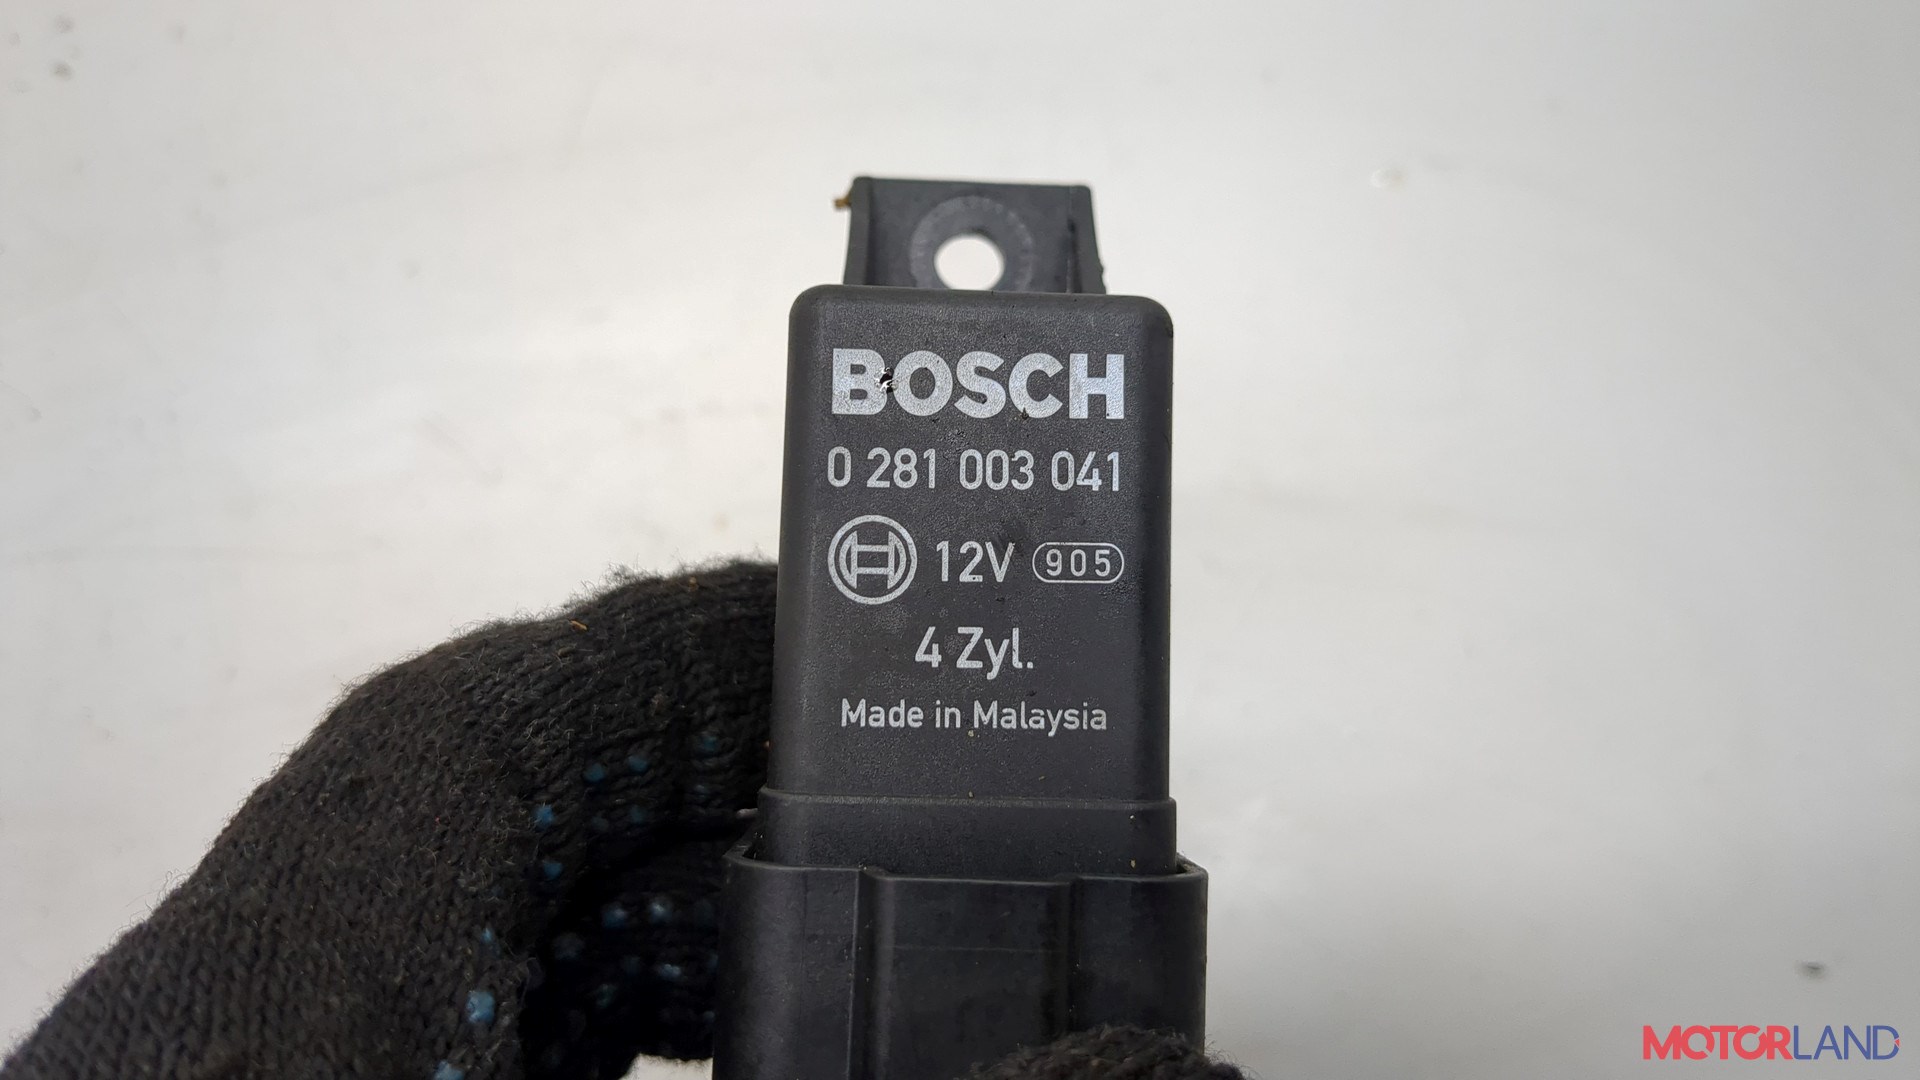 BOSCH
0 281 003 041
12V 905
4 Zyl.
Made in Malaysia
MOTORLAND